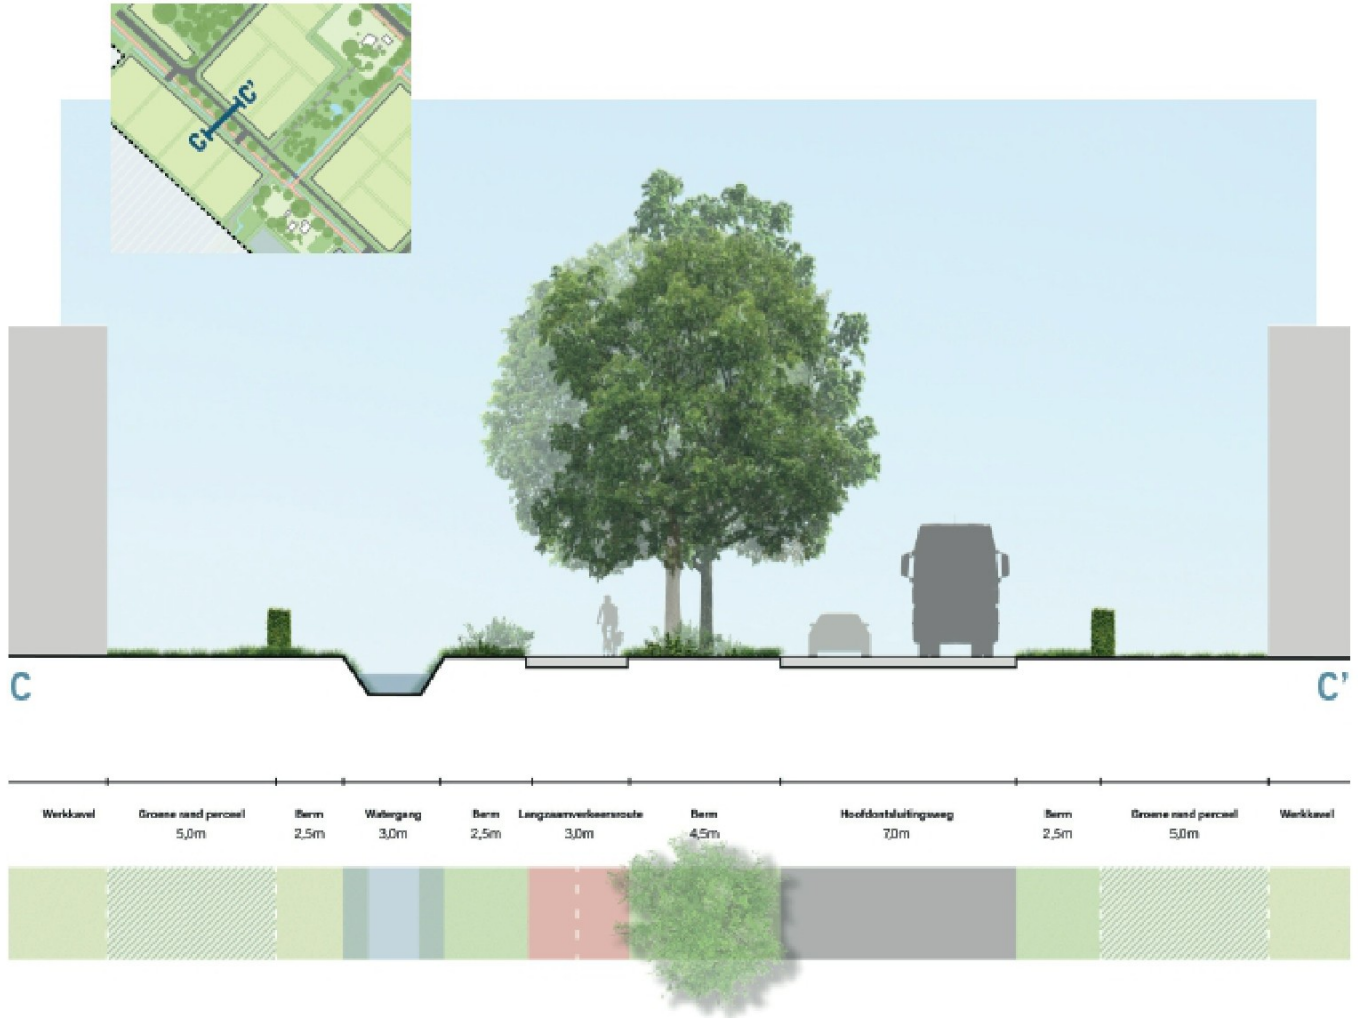 C C'
C C'
Werkkavel Groene rand perceel Berm Watergang Berm Langzaamverkeersroute Berm Hoofdontsluitingsweg Berm Groene rand perceel Werkkavel
5,0m 2,5m 3,0m 2,5m 3,0m 4,5m 7,0m 2,5m 5,0m